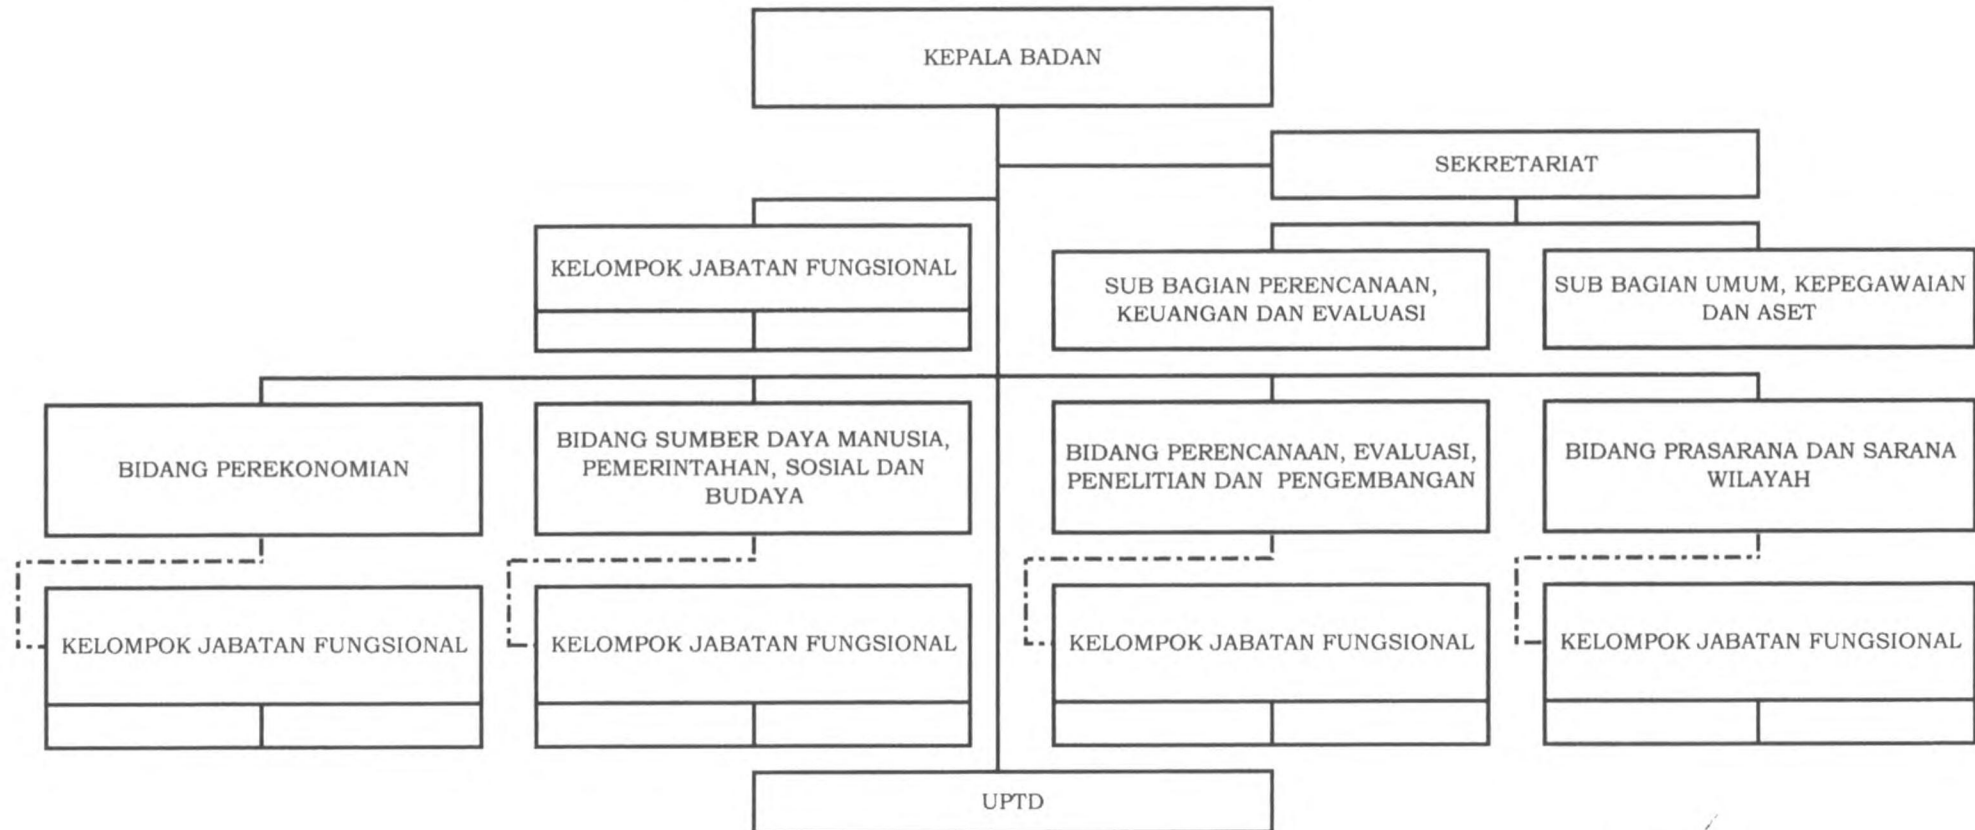 KEPALA BADAN
SEKRETARIAT
KELOMPOK JABATAN FUNGSIONAL
SUB BAGIAN PERENCANAAN,
KEUANGAN DAN EVALUASI
SUB BAGIAN UMUM, KEPEGAWAIAN
DAN ASET
BIDANG PEREKONOMIAN
BIDANG SUMBER DAYA MANUSIA,
PEMERINTAHAN, SOSIAL DAN
BUDAYA
BIDANG PERENCANAAN, EVALUASI,
PENELITIAN DAN PENGEMBANGAN
BIDANG PRASARANA DAN SARANA
WILAYAH
KELOMPOK JABATAN FUNGSIONAL
KELOMPOK JABATAN FUNGSIONAL
KELOMPOK JABATAN FUNGSIONAL
KELOMPOK JABATAN FUNGSIONAL
UPTD